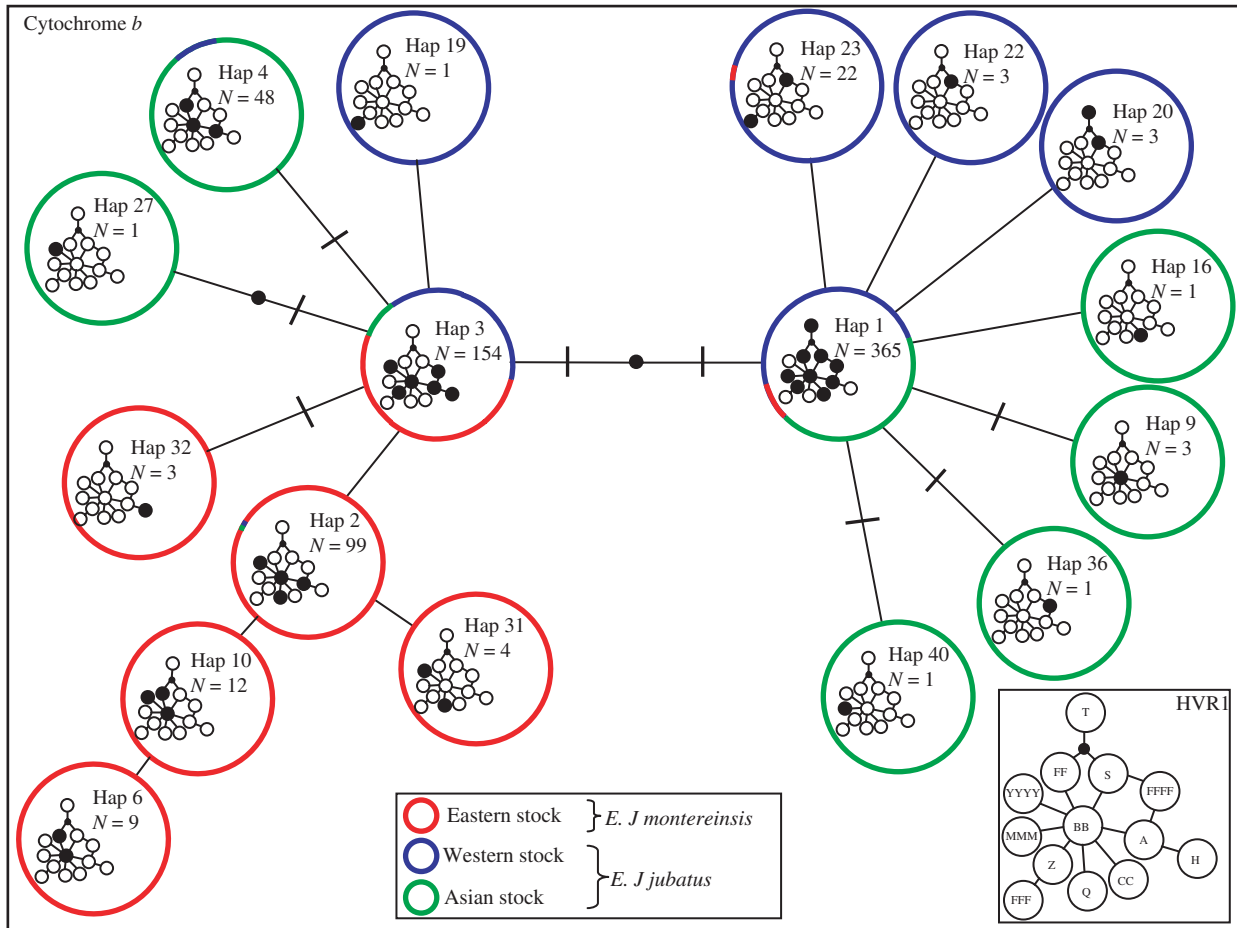 Cytochrome b
Hap 4
N = 48
Hap 19
N = 1
Hap 23
N = 22
Hap 22
N = 3
Hap 20
N = 3
Hap 27
N = 1
Hap 16
N = 1
Hap 3
N = 154
Hap 1
N = 365
Hap 9
N = 3
Hap 32
N = 3
Hap 2
N = 99
Hap 36
N = 1
Hap 31
N = 4
Hap 10
N = 12
Hap 40
N = 1
Hap 6
N = 9
Eastern stock
E. J montereinsis
Western stock
Asian stock
E. J jubatus
HVR1
T
FF
S
YYYY
FFFF
MMM
BB
A
H
Z
CC
Q
FFF